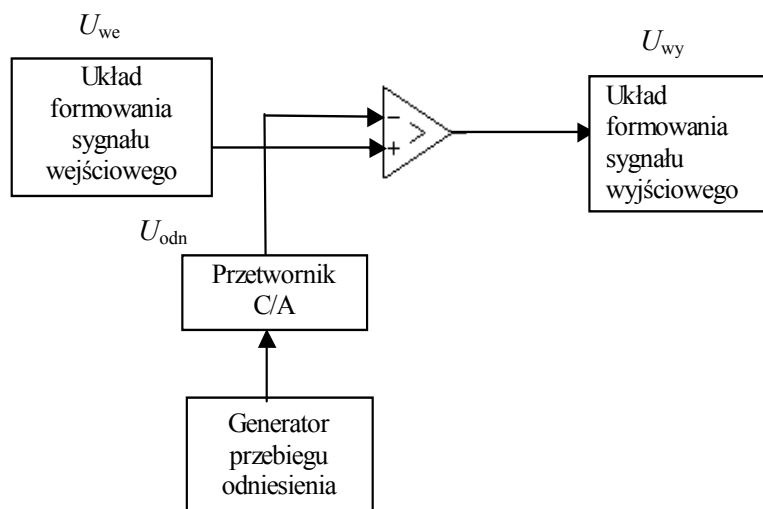 U we
Układ
formowania
sygnału
wejściowego
−
+
>
U wy
Układ
formowania
sygnału
wyjściowego
U odn
Przetwornik
C/A
Generator
przebiegu
odniesienia